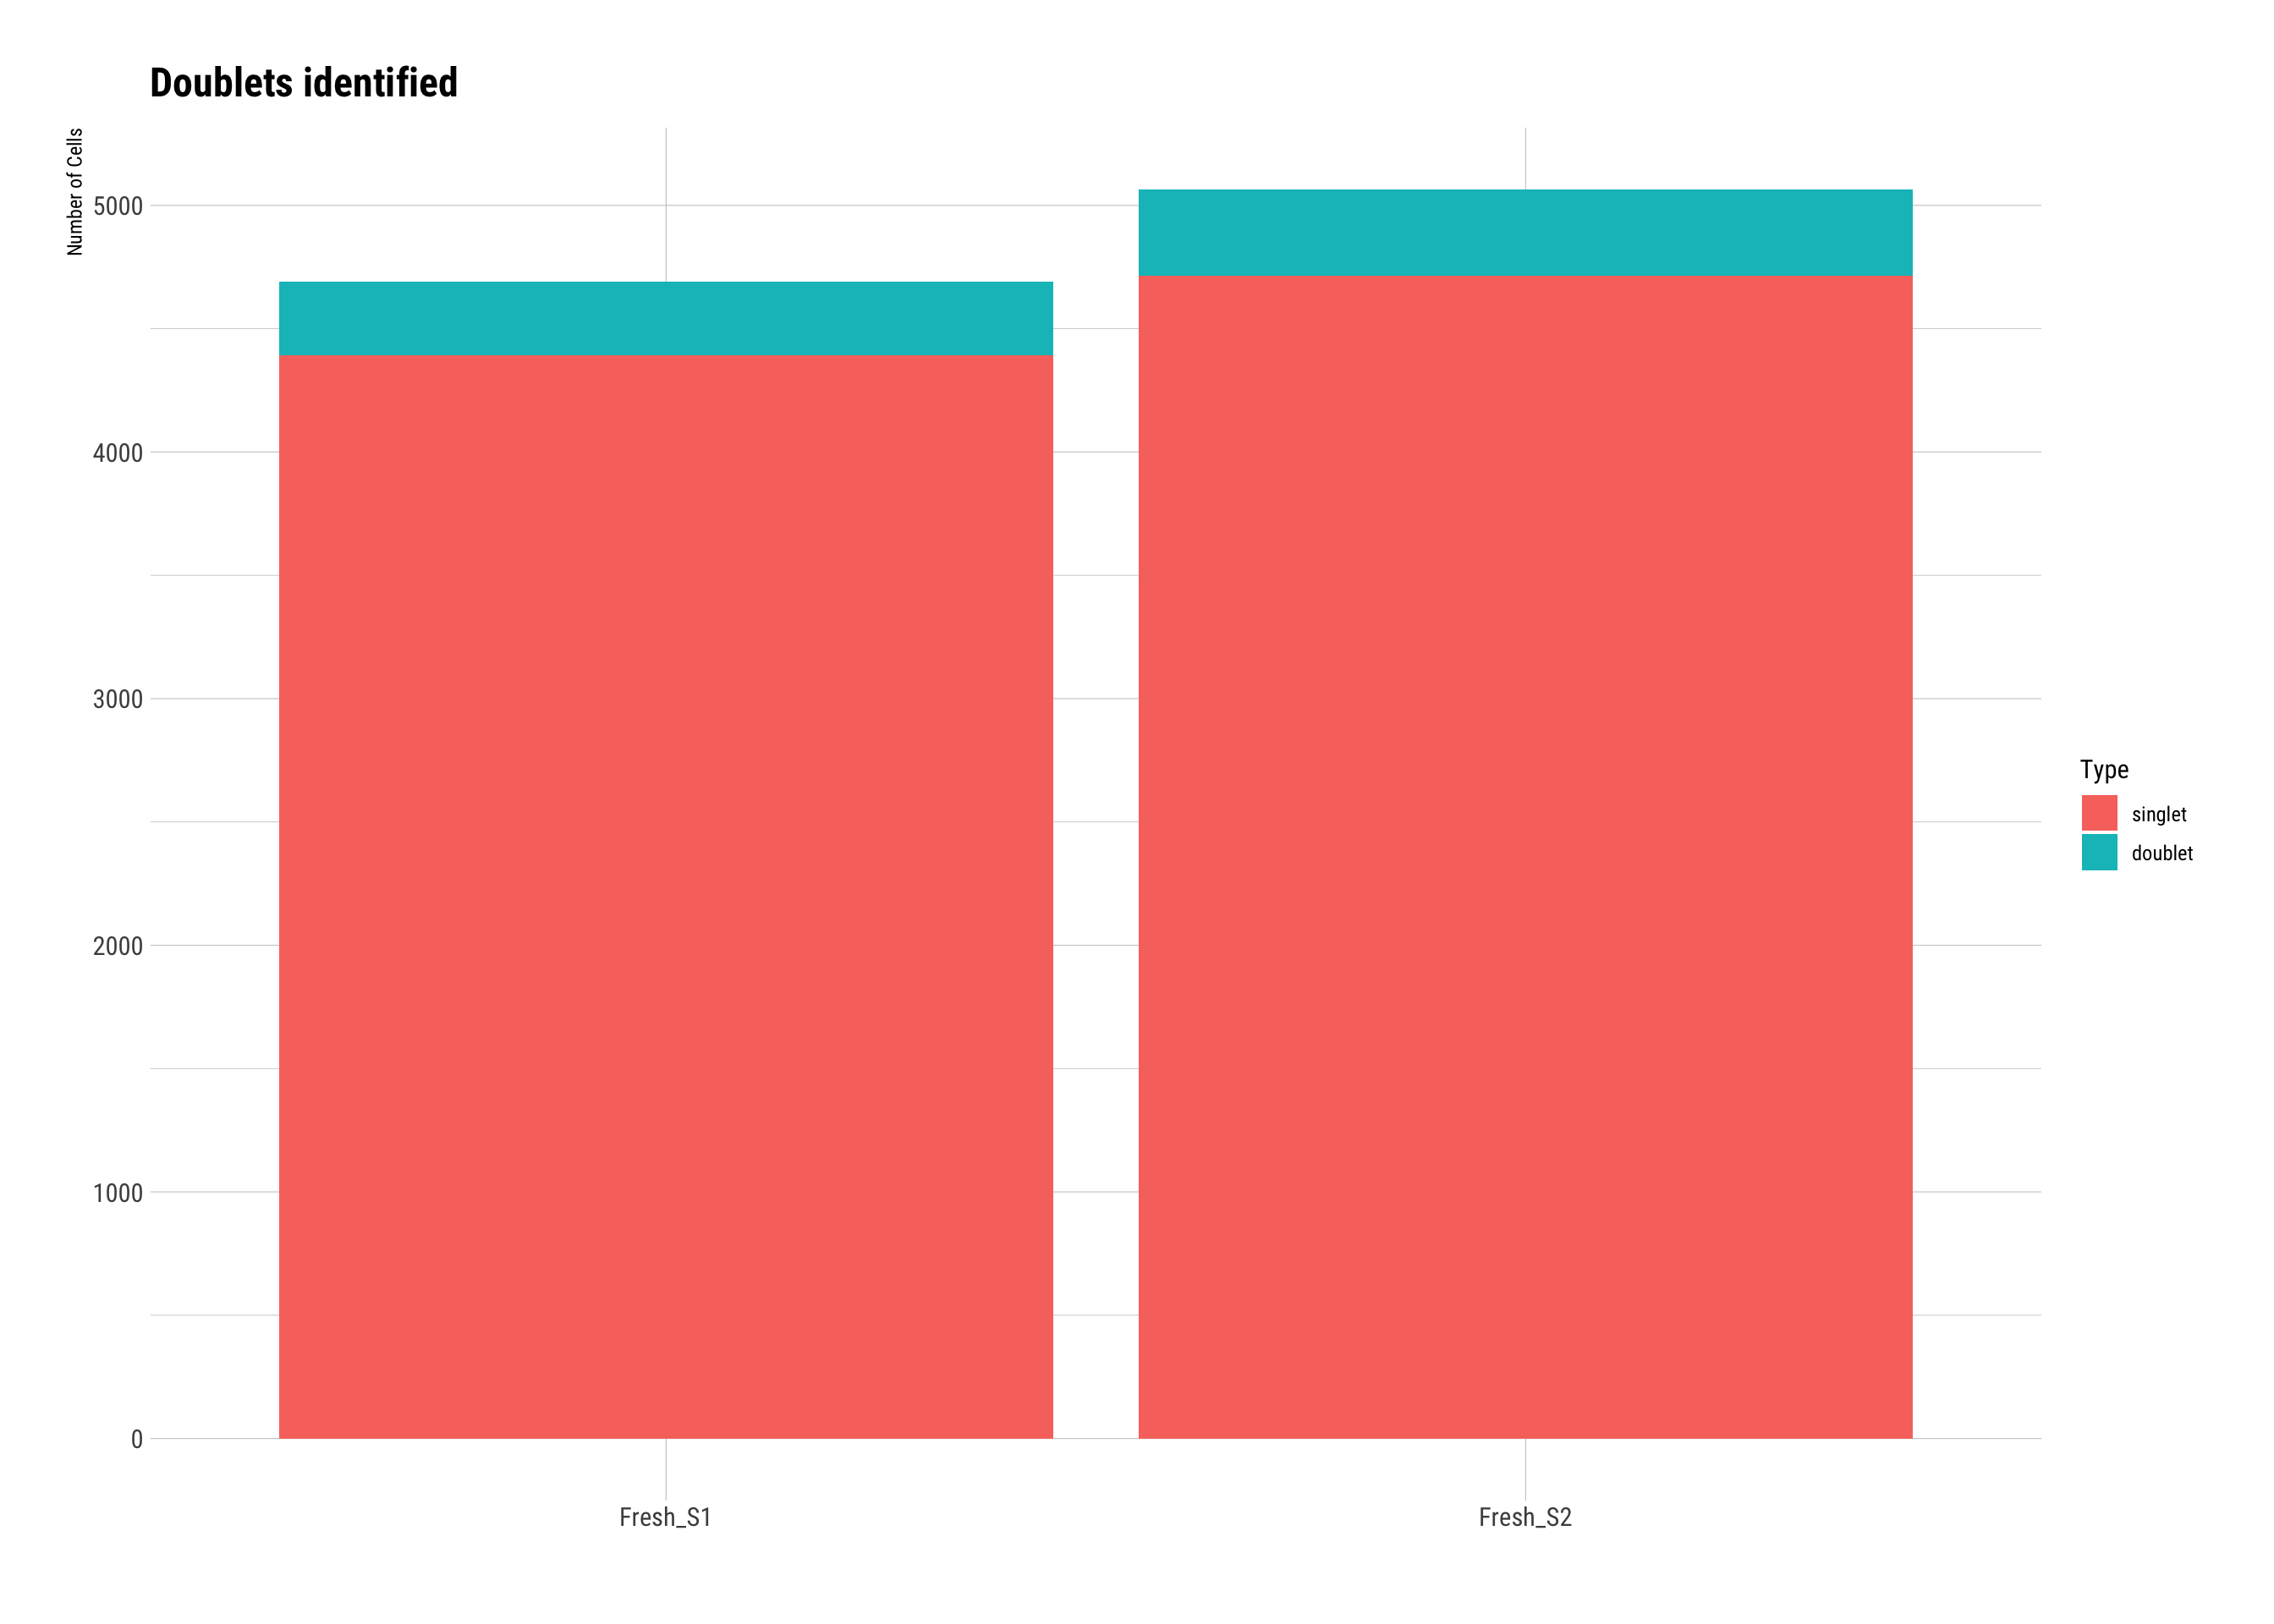 Doublets identified
Number of Cells
5000
4000
3000
2000
1000
0
Fresh_S1
Fresh_S2
Type
singlet
doublet